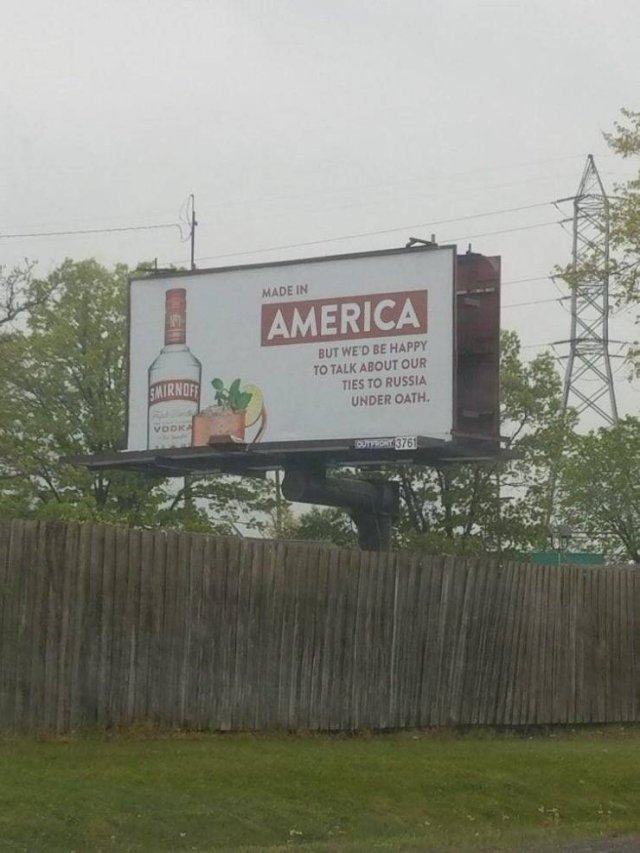 MADE IN
AMERICA
BUT WE'D BE HAPPY
TO TALK ABOUT OUR
TIES TO RUSSIA
UNDER OATH.
SMIRNOFF
VODKA
OUTFRONT 3761